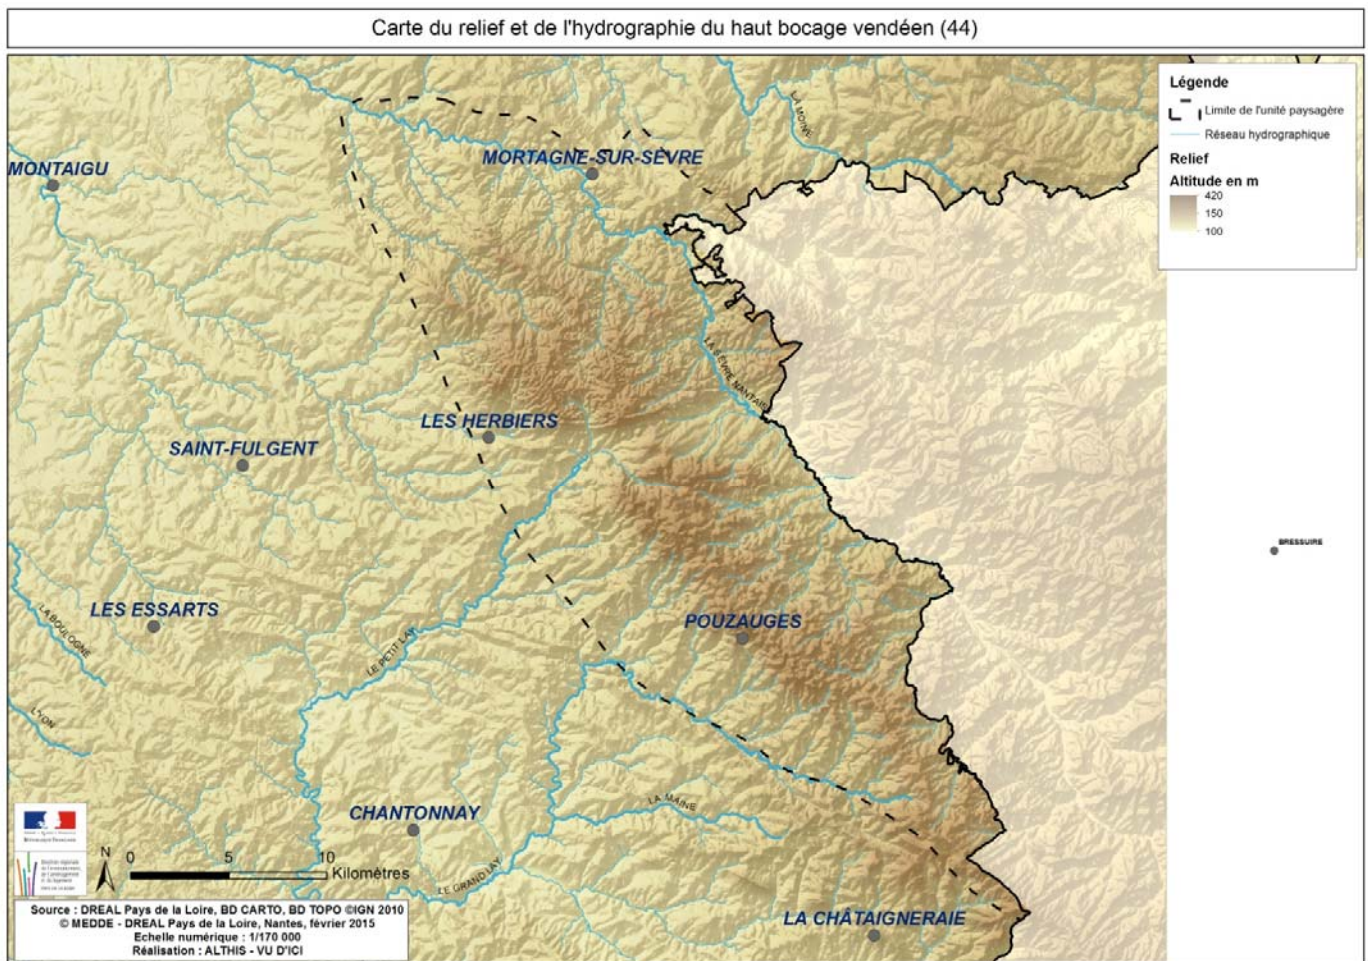 Carte du relief et de l'hydrographie du haut bocage vendéen (44)
Légende
Limite de l'unité paysagère
Réseau hydrographique
Relief
Altitude en m
420
150
100
LA MOINE
MORTAGNE-SUR-SÈVRE
MONTAIGU
LA SÈVRE NANTAIS
LES HERBIERS
SAINT-FULGENT
BRESSUIRE
LES ESSARTS
LA BOULOGNE
POUZAUGES
LE PETIT LAY
L'YON
LA MAINE
CHANTONNAY
LE GRAND LAY
LA CHÂTAIGNERAIE
RÉPUBLIQUE FRANÇAISE
N
0 5 10
Kilomètres
Source : DREAL Pays de la Loire, BD CARTO, BD TOPO ©IGN 2010
© MEDDE - DREAL Pays de la Loire, Nantes, février 2015
Echelle numérique : 1/170 000
Réalisation : ALTHIS - VU D'ICI